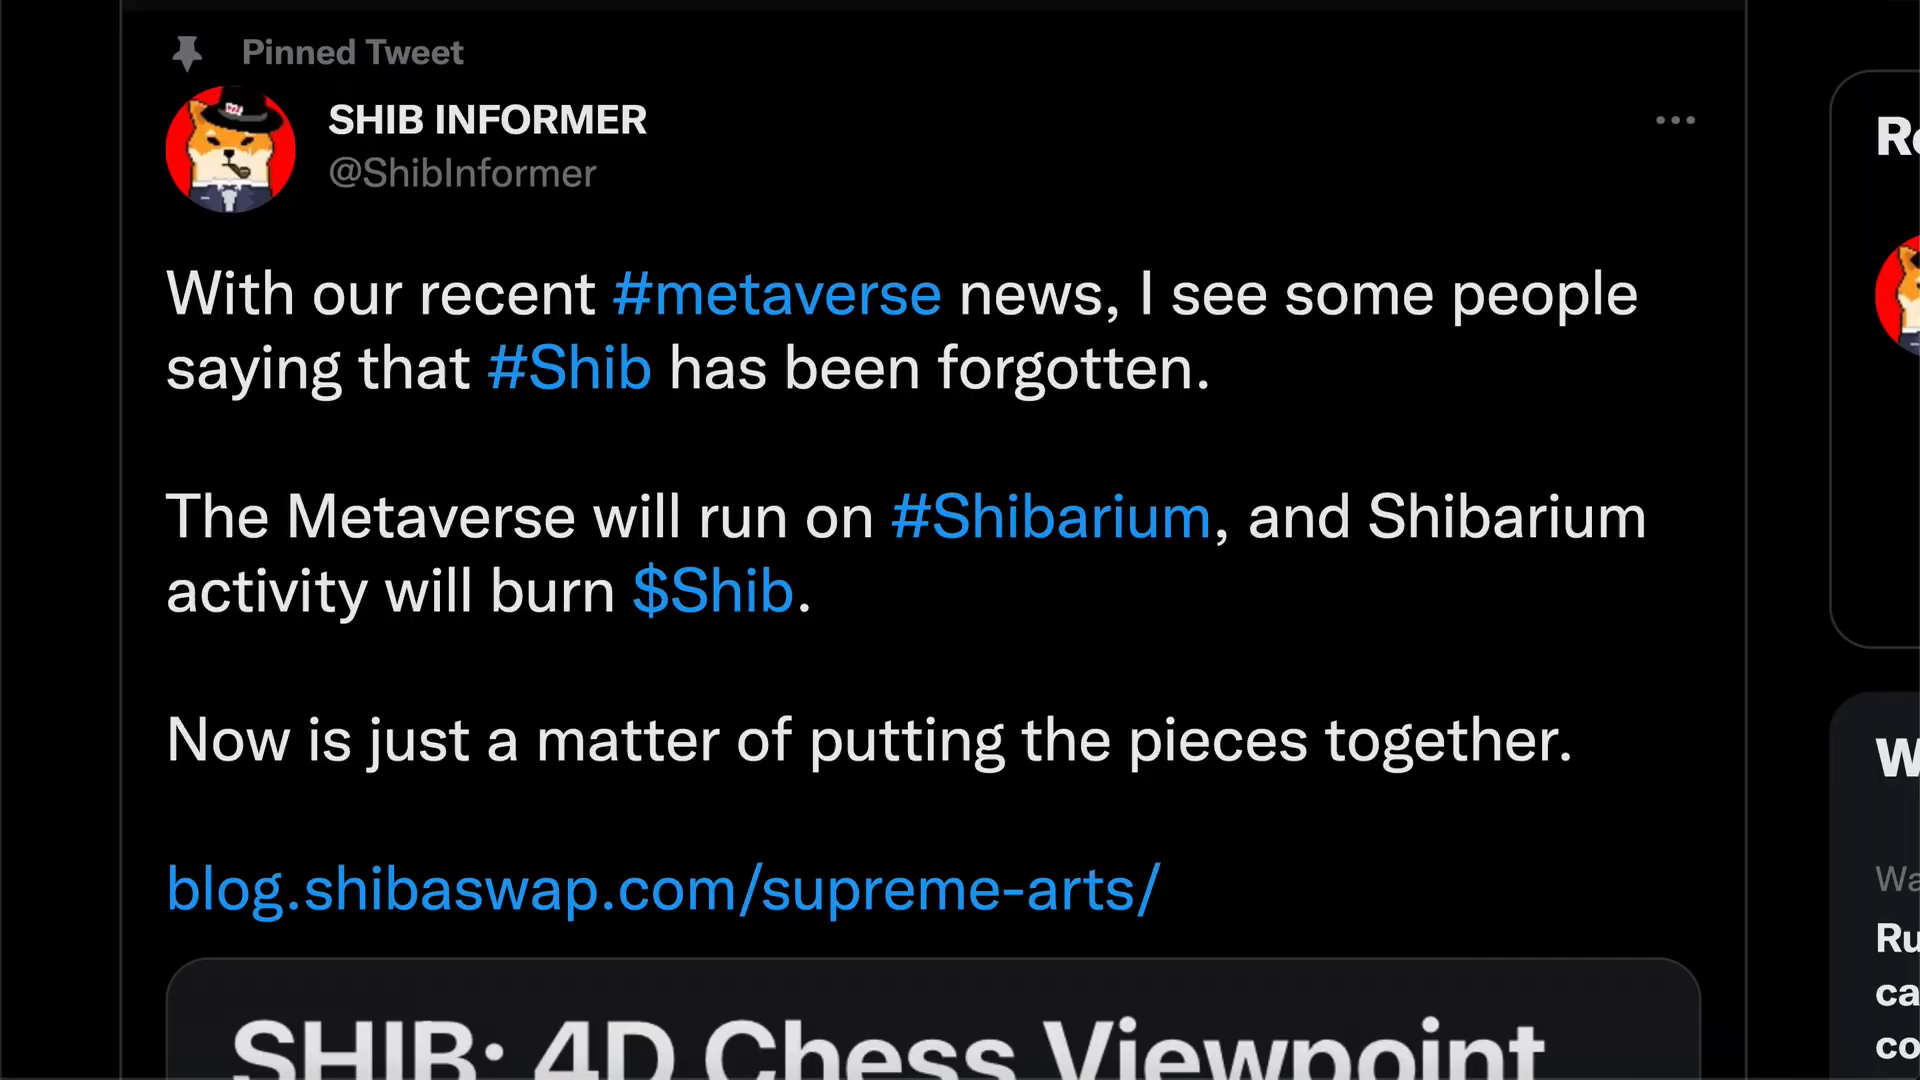 Pinned Tweet
SHIB INFORMER
@ShibInformer
With our recent #metaverse news, I see some people
saying that #Shib has been forgotten.
The Metaverse will run on #Shibarium, and Shibarium
activity will burn $Shib.
Now is just a matter of putting the pieces together.
blog.shibaswap.com/supreme-arts/
SHIB: 4D Chess Viewpoint